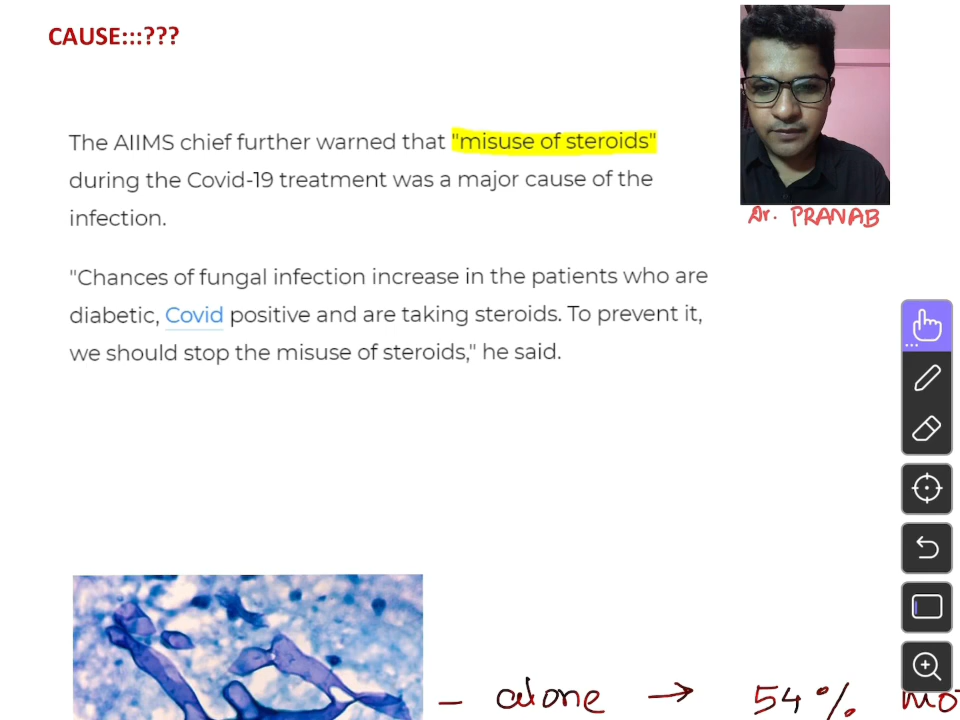 CAUSE:::???
The AIIMS chief further warned that "misuse of steroids"
during the Covid-19 treatment was a major cause of the
infection.
"Chances of fungal infection increase in the patients who are
diabetic, Covid positive and are taking steroids. To prevent it,
we should stop the misuse of steroids," he said.
Dr. PRANAB
- alone → 54%